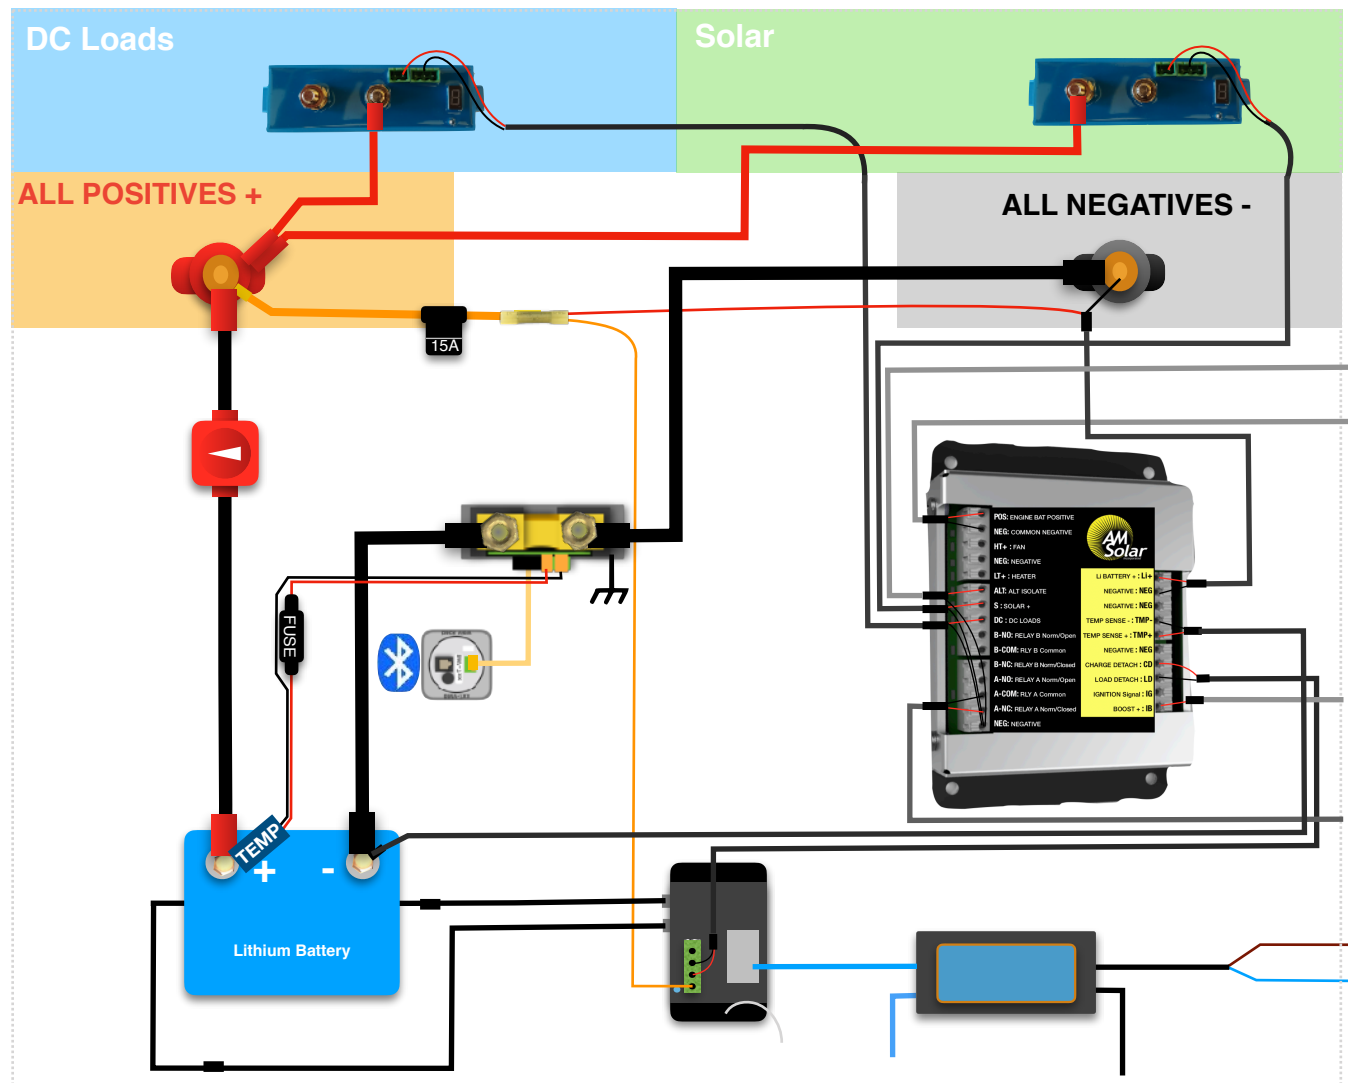 DC Loads
Solar
ALL POSITIVES +
ALL NEGATIVES -
15A
POS: ENGINE BAT POSITIVE
NEG: COMMON NEGATIVE
HT+ : FAN
NEG: NEGATIVE
LT+ : HEATER
ALT: ALT ISOLATE
S : SOLAR +
DC : DC LOADS
B-NO: RELAY B Norm/Open
B-COM: RLY B Common
B-NC: RELAY B Norm/Closed
A-NO: RELAY A Norm/Open
A-COM: RLY A Common
A-NC: RELAY A Norm/Closed
NEG: NEGATIVE
AM
Solar
LI BATTERY + : Li+
NEGATIVE : NEG
NEGATIVE : NEG
TEMP SENSE - : TMP-
TEMP SENSE + : TMP+
NEGATIVE : NEG
CHARGE DETACH : CD
LOAD DETACH : LD
IGNITION Signal : IG
BOOST + : IB
FUSE
TEMP
+
-
Lithium Battery